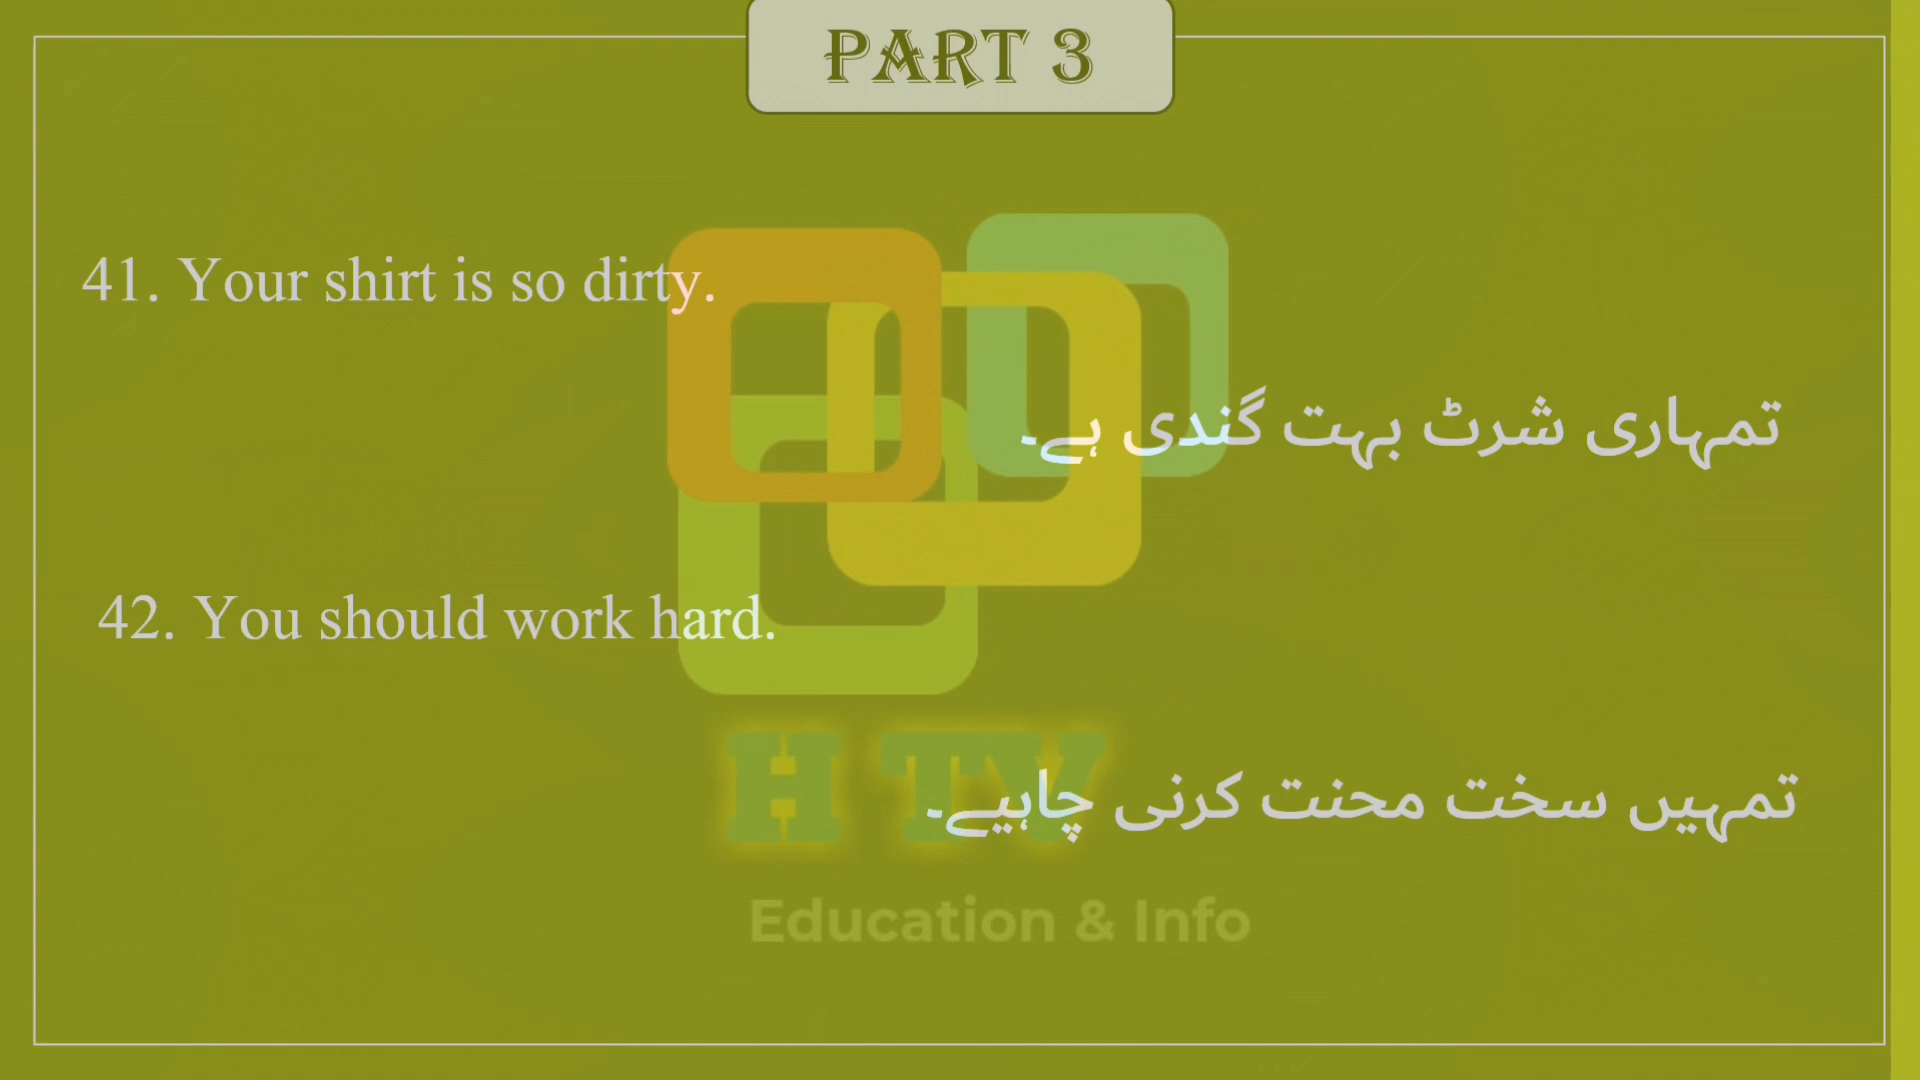 PART 3
41. Your shirt is so dirty.
تمہاری شرٹ بہت گندی ہے۔
42. You should work hard.
تمہیں سخت محنت کرنی چاہیے۔
H TV
Education & Info